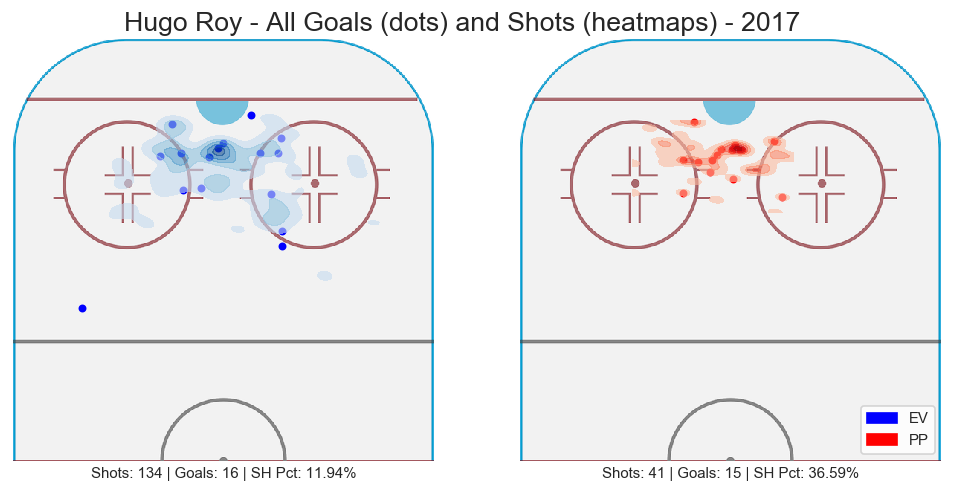 Hugo Roy - All Goals (dots) and Shots (heatmaps) - 2017
EV
PP
Shots: 134 | Goals: 16 | SH Pct: 11.94%
Shots: 41 | Goals: 15 | SH Pct: 36.59%